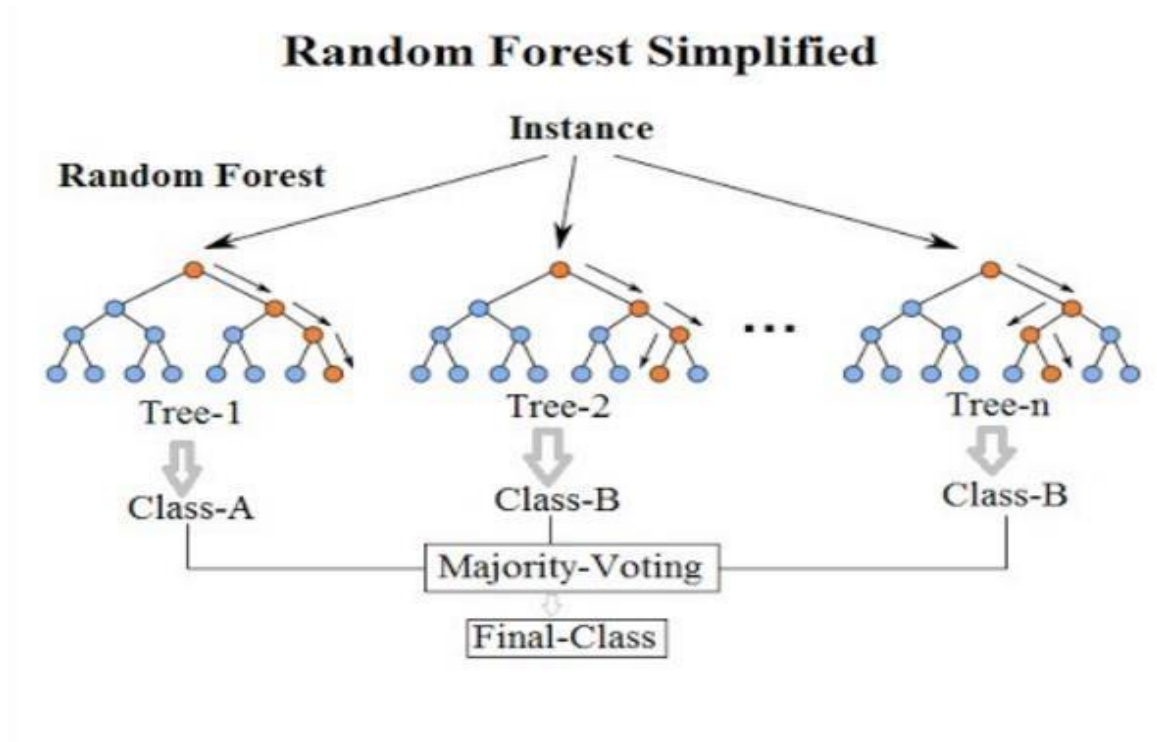 Random Forest Simplified
Instance
Random Forest
...
Tree-1
Tree-2
Tree-n
Class-A
Class-B
Class-B
Majority-Voting
Final-Class